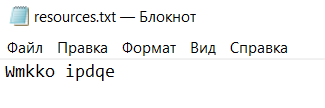 resources.txt — Блокнот
Файл Правка Формат Вид Справка
Wmkko ipdqe